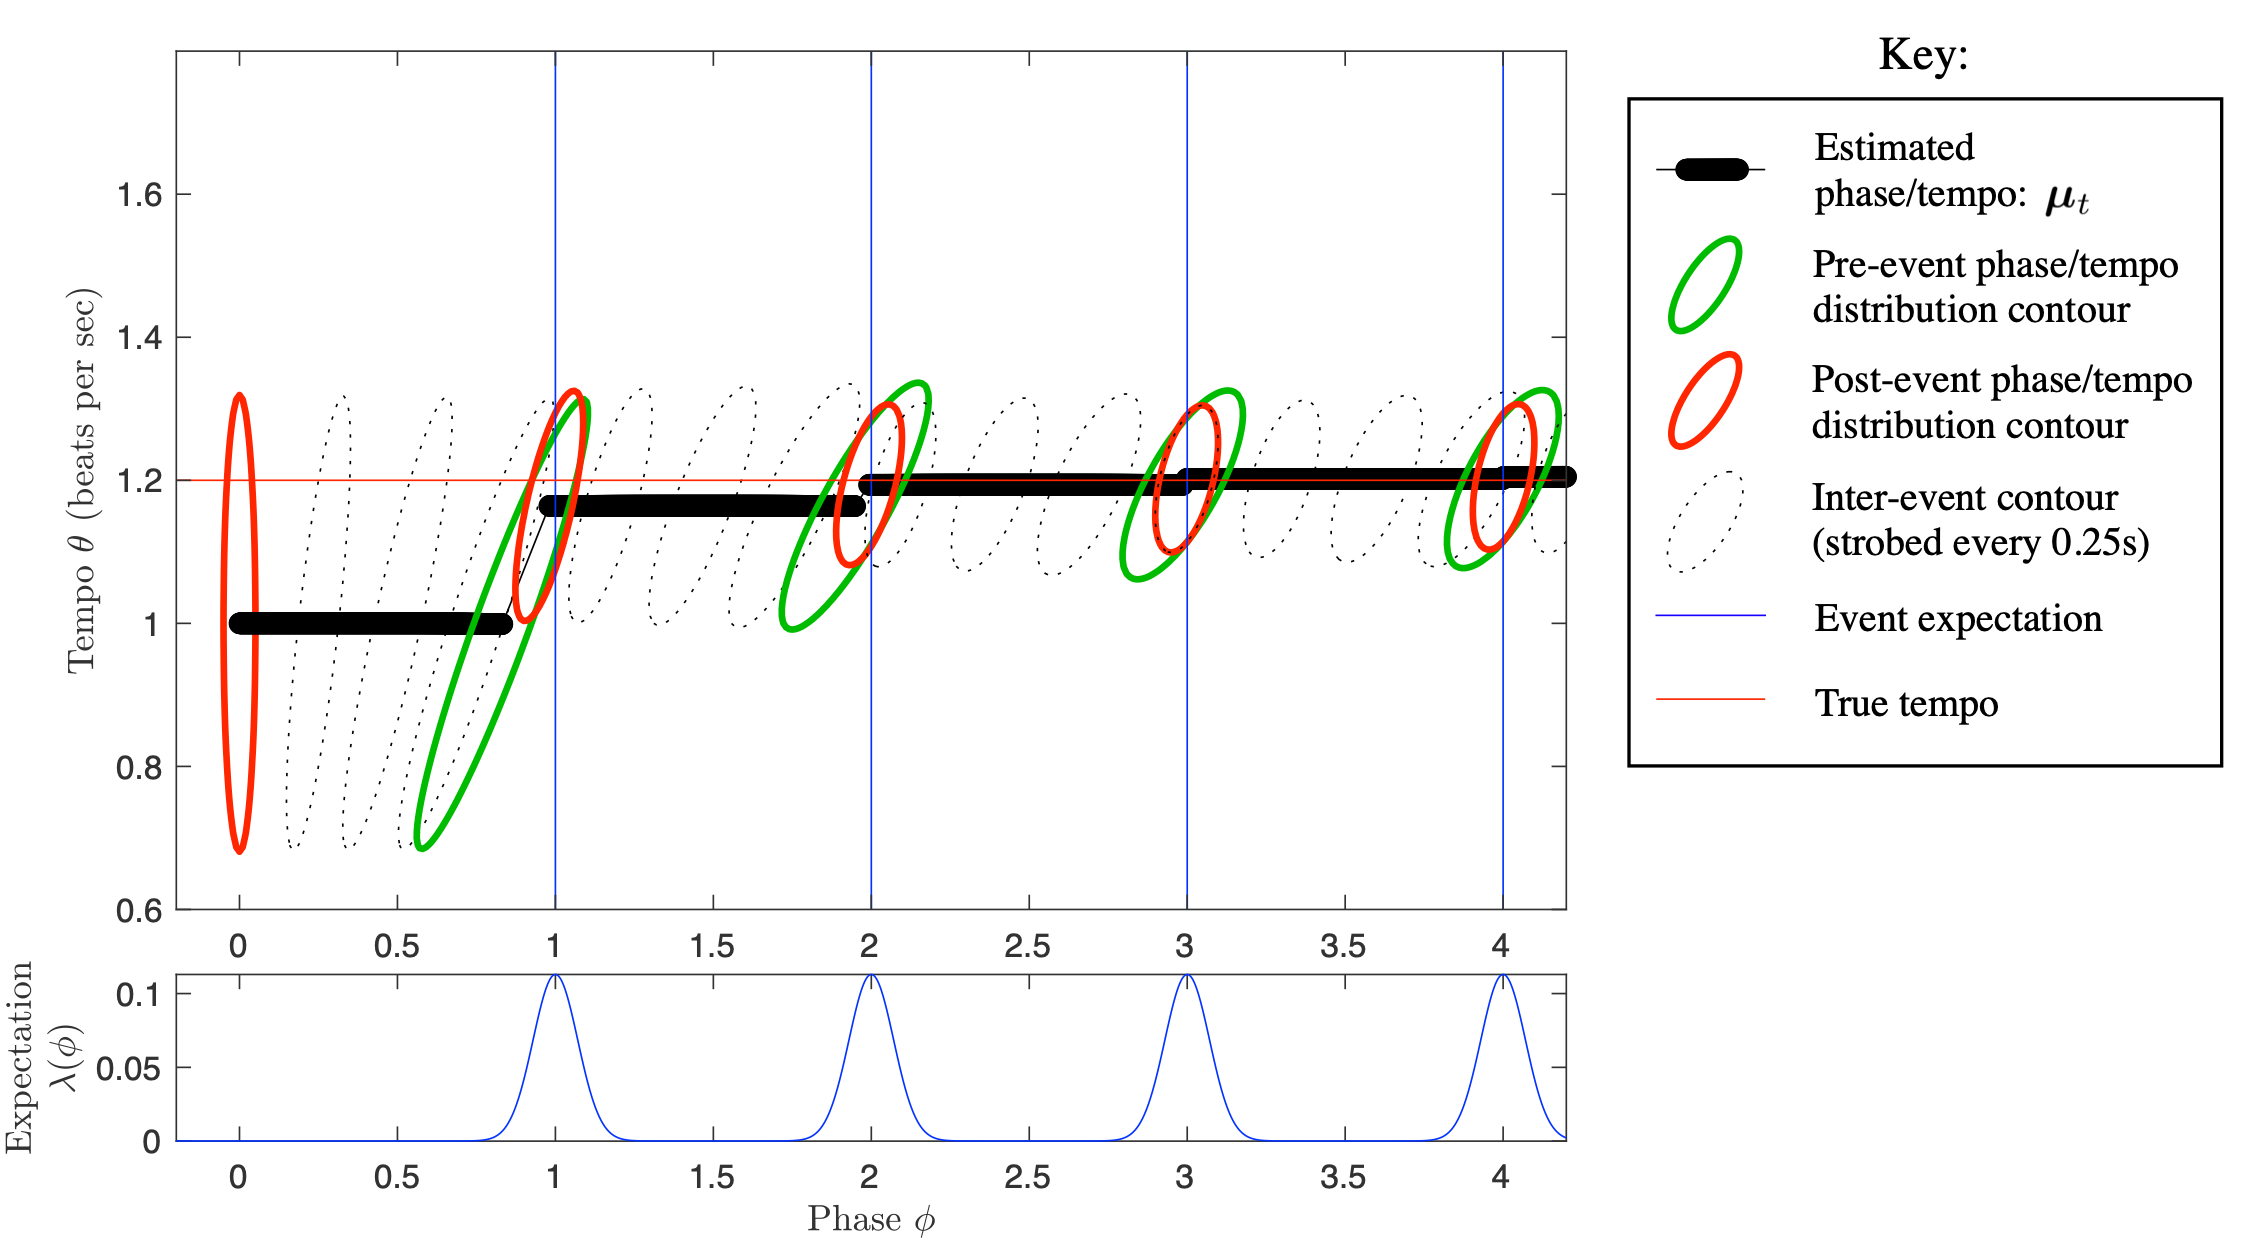 Key:
Estimated
phase/tempo: μt
Pre-event phase/tempo
distribution contour
Post-event phase/tempo
distribution contour
Inter-event contour
(strobed every 0.25s)
Event expectation
True tempo
Tempo θ (beats per sec)
1.6
1.4
1.2
1
0.8
0.6
0 0.5 1 1.5 2 2.5 3 3.5 4
Expectation
λ(ϕ)
0.1
0.05
0
0 0.5 1 1.5 2 2.5 3 3.5 4
Phase ϕ